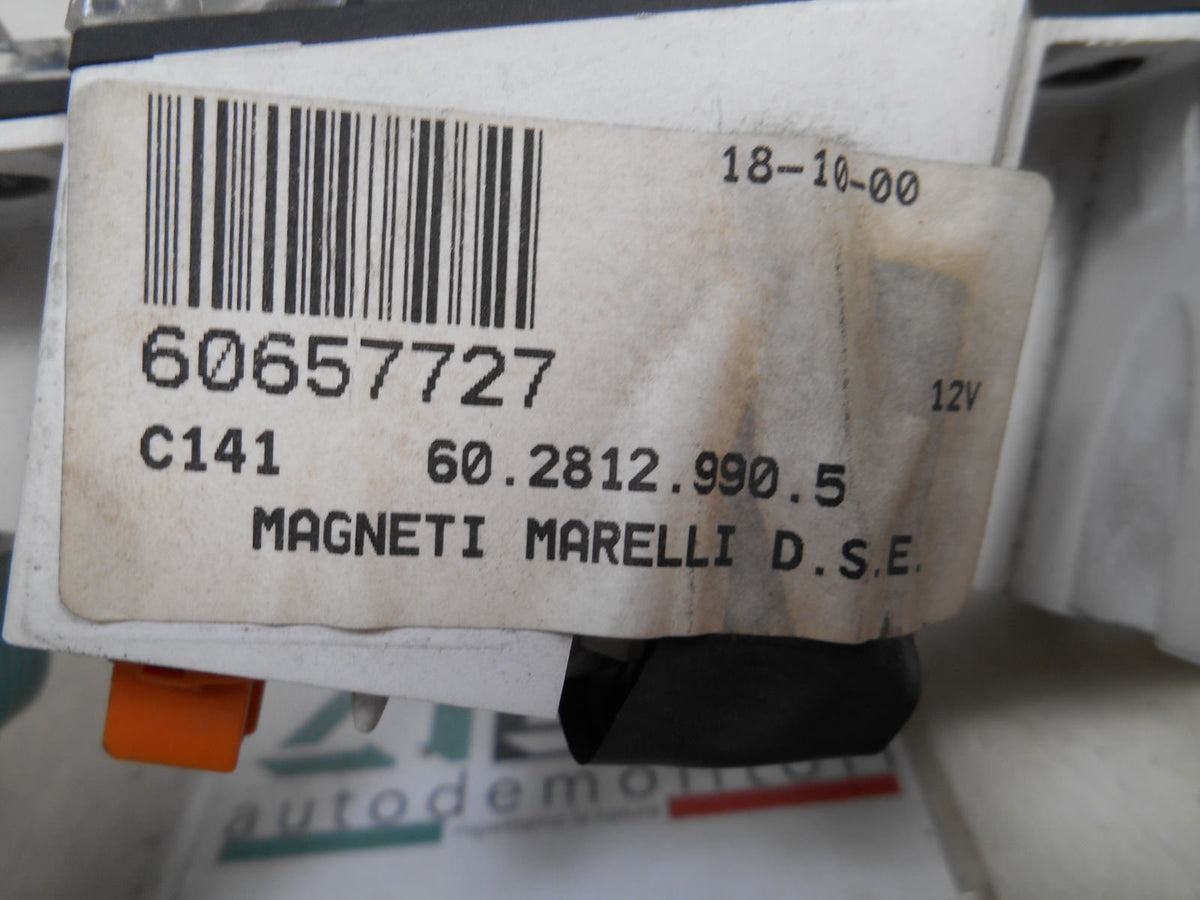 18-10-00
60657727
12V
C141 60.2812.990.5
MAGNETI MARELLI D.S.E.
autodemolitori